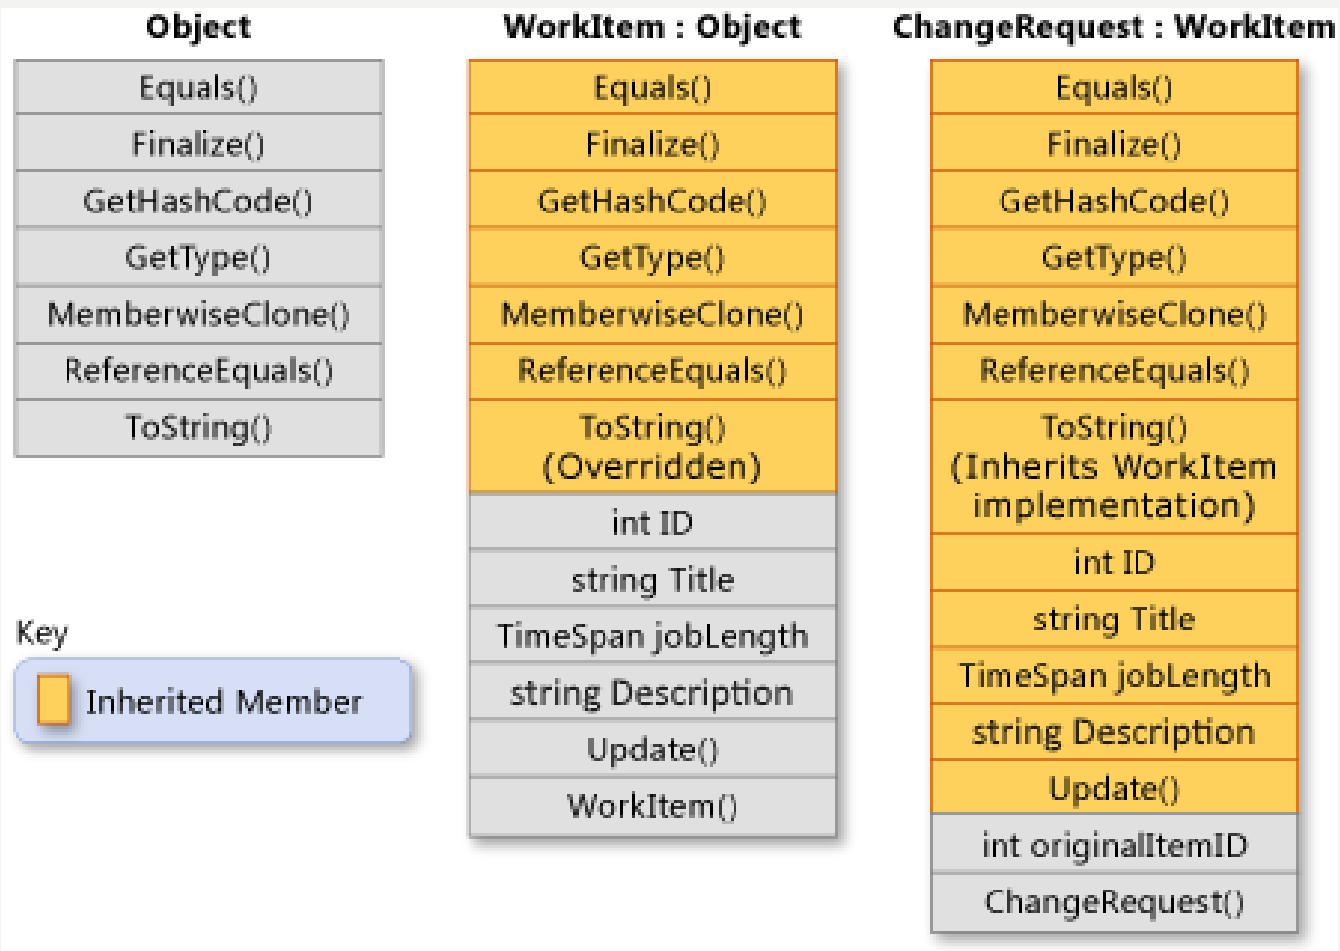 Object
Equals()
Finalize()
GetHashCode()
GetType()
MemberwiseClone()
ReferenceEquals()
ToString()
Key
Inherited Member
WorkItem : Object
Equals()
Finalize()
GetHashCode()
GetType()
MemberwiseClone()
ReferenceEquals()
ToString()
(Overridden)
int ID
string Title
TimeSpan jobLength
string Description
Update()
WorkItem()
ChangeRequest : WorkItem
Equals()
Finalize()
GetHashCode()
GetType()
MemberwiseClone()
ReferenceEquals()
ToString()
(Inherits WorkItem
implementation)
int ID
string Title
TimeSpan jobLength
string Description
Update()
int originalItemID
ChangeRequest()